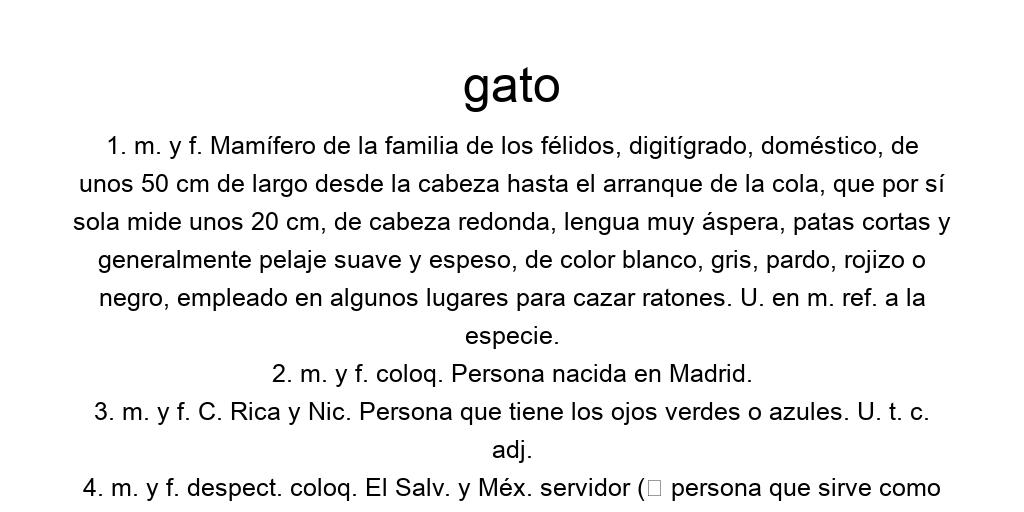 gato
1. m. y f. Mamífero de la familia de los félidos, digitígrado, doméstico, de
unos 50 cm de largo desde la cabeza hasta el arranque de la cola, que por sí
sola mide unos 20 cm, de cabeza redonda, lengua muy áspera, patas cortas y
generalmente pelaje suave y espeso, de color blanco, gris, pardo, rojizo o
negro, empleado en algunos lugares para cazar ratones. U. en m. ref. a la
especie.
2. m. y f. coloq. Persona nacida en Madrid.
3. m. y f. C. Rica y Nic. Persona que tiene los ojos verdes o azules. U. t. c.
adj.
4. m. y f. despect. coloq. El Salv. y Méx. servidor (▯ persona que sirve como